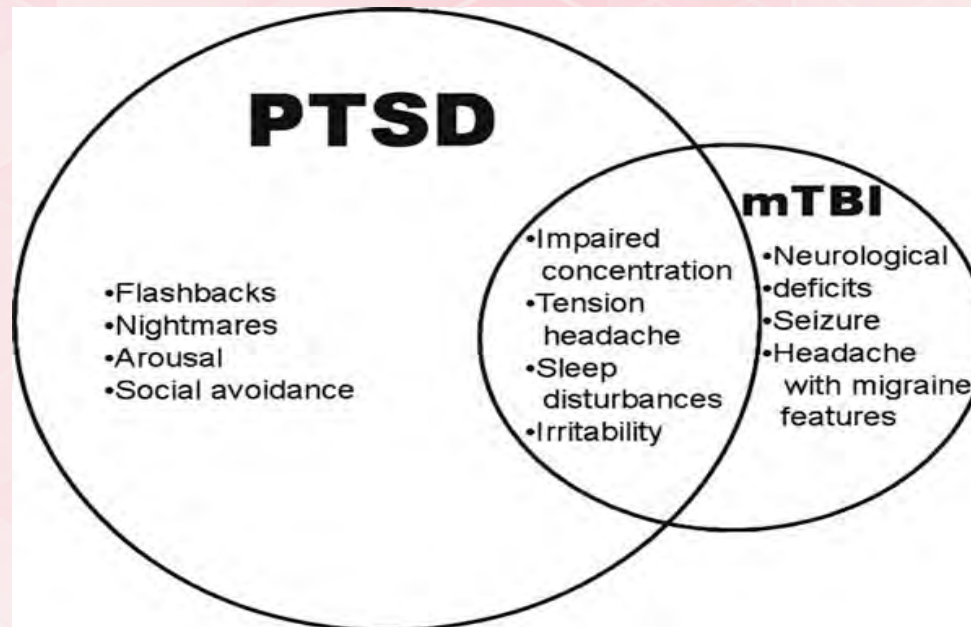 PTSD
•Flashbacks
•Nightmares
•Arousal
•Social avoidance
•Impaired
concentration
•Tension
headache
•Sleep
disturbances
•Irritability
mTBI
•Neurological
•deficits
•Seizure
•Headache
with migraine
features